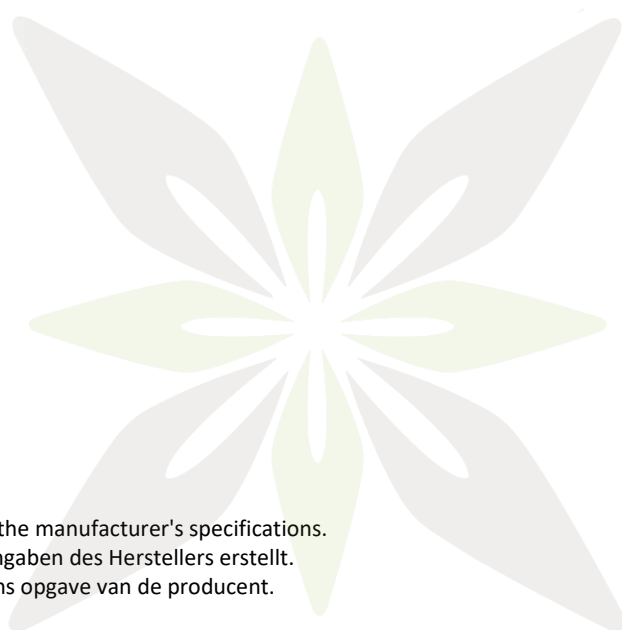 the manufacturer's specifications.
ngaben des Herstellers erstellt.
ns opgave van de producent.